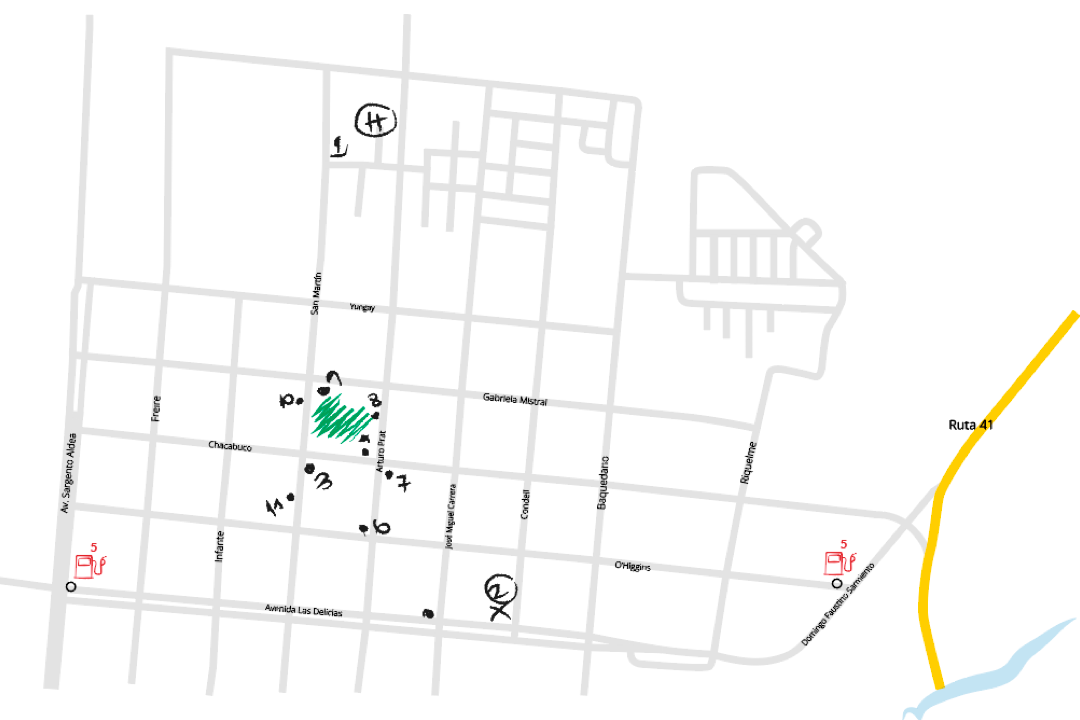 H
1
San Martín
Yungay
10
8
Gabriela Mistral
Freire
Arturo Prat
Chacabuco
Ruta 41
Av. Sargento Aldea
Riquelme
Baquedano
3
7
11
José Miguel Carrera
Condell
6
Infante
5
5
O'Higgins
Domingo Faustino Sarmiento
2
X
Avenida Las Delicias